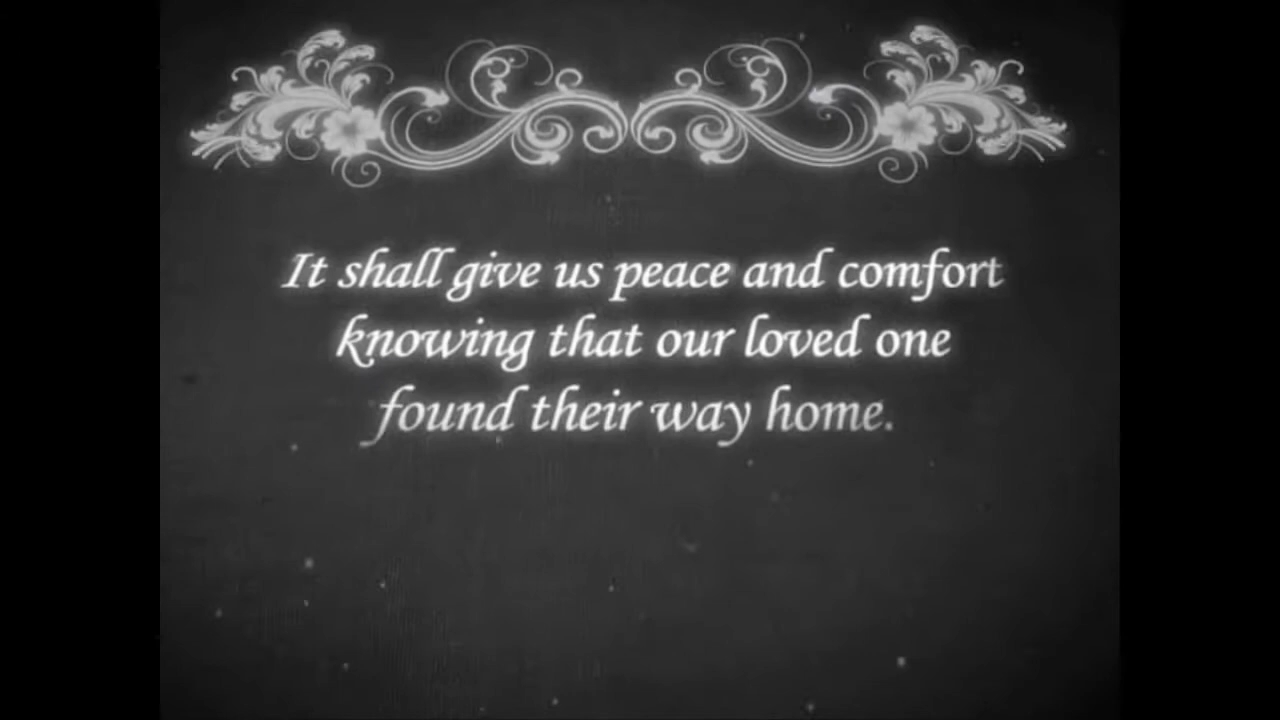 It shall give us peace and comfort
knowing that our loved one
found their way home.